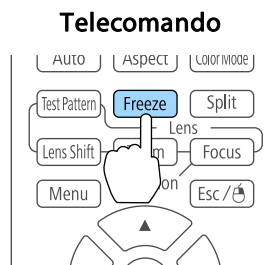 Telecomando
Auto Aspect Color Mode
Test Pattern Freeze Split
Lens
Lens Shift Focus
Menu Esc/